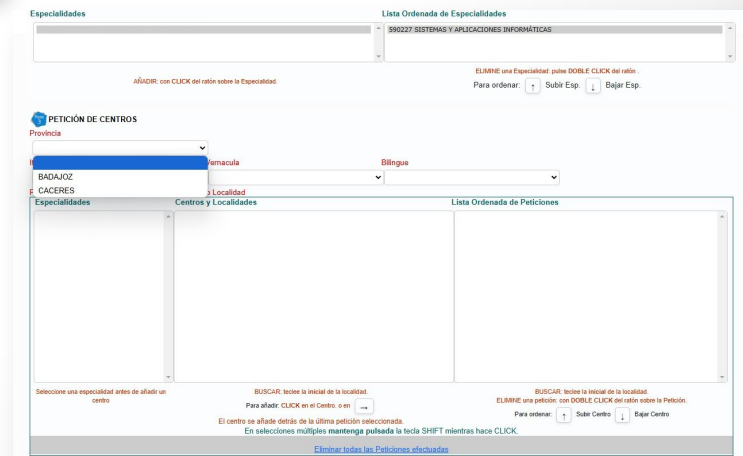 Especialidades
Lista Ordenada de Especialidades
590227 SISTEMAS Y APLICACIONES INFORMÁTICAS
AÑADIR: con CLICK del ratón sobre la Especialidad.
ELIMINE una Especialidad: pulse DOBLE CLICK del ratón .
Para ordenar: ↑ Subir Esp. ↓ Bajar Esp.
PETICIÓN DE CENTROS
Provincia
Vernacula
Bilingue
BADAJOZ
CACERES
Localidad
Especialidades
Centros y Localidades
Lista Ordenada de Peticiones
Seleccione una especialidad antes de añadir un
centro
BUSCAR: teclee la inicial de la localidad.
Para añadir: CLICK en el Centro. o en →
El centro se añade detrás de la última petición seleccionada.
En selecciones múltiples mantenga pulsada la tecla SHIFT mientras hace CLICK.
BUSCAR: teclee la inicial de la localidad.
ELIMINE una petición: con DOBLE CLICK del ratón sobre la Petición.
Para ordenar: ↑ Subir Centro ↓ Bajar Centro
Eliminar todas las Peticiones efectuadas